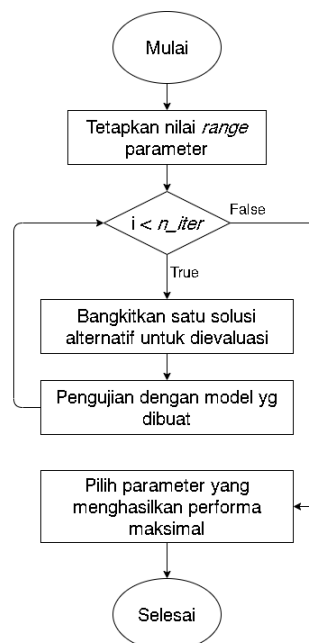 Mulai
Tetapkan nilai range
parameter
i < n_iter
False
True
Bangkitkan satu solusi
alternatif untuk dievaluasi
Pengujian dengan model yg
dibuat
Pilih parameter yang
menghasilkan performa
maksimal
Selesai